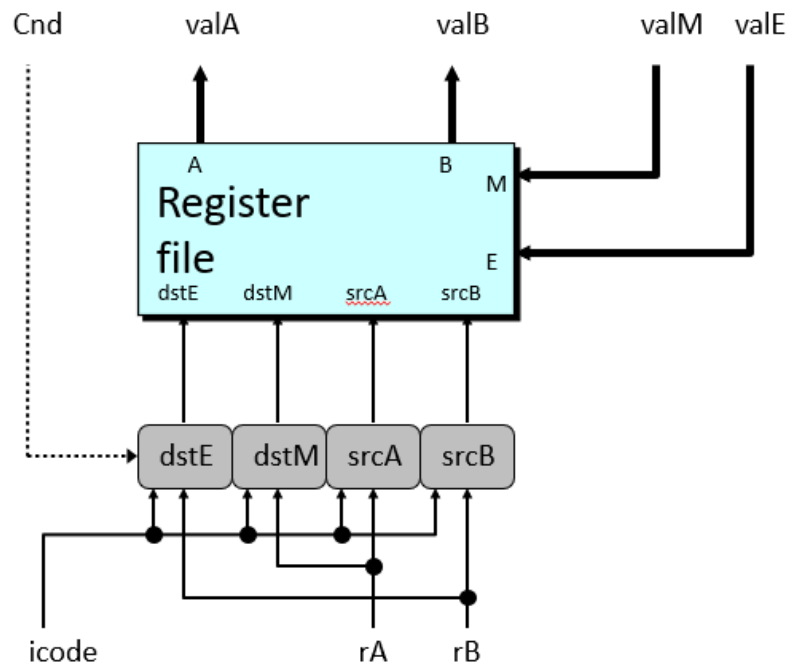 Cnd valA valB valM valE
A B
M
Register
file
E
dstE dstM srcA srcB
dstE dstM srcA srcB
icode rA rB